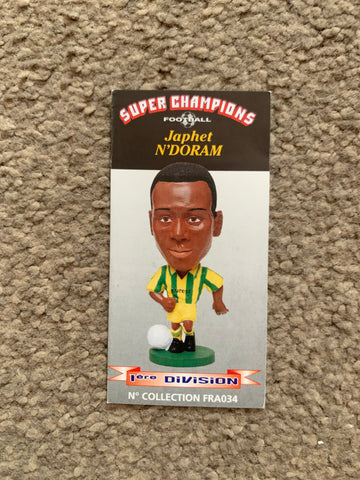 SUPER CHAMPIONS
FOOTBALL
Japhet
N'DORAM
1ère DIVISION
N° COLLECTION FRA034